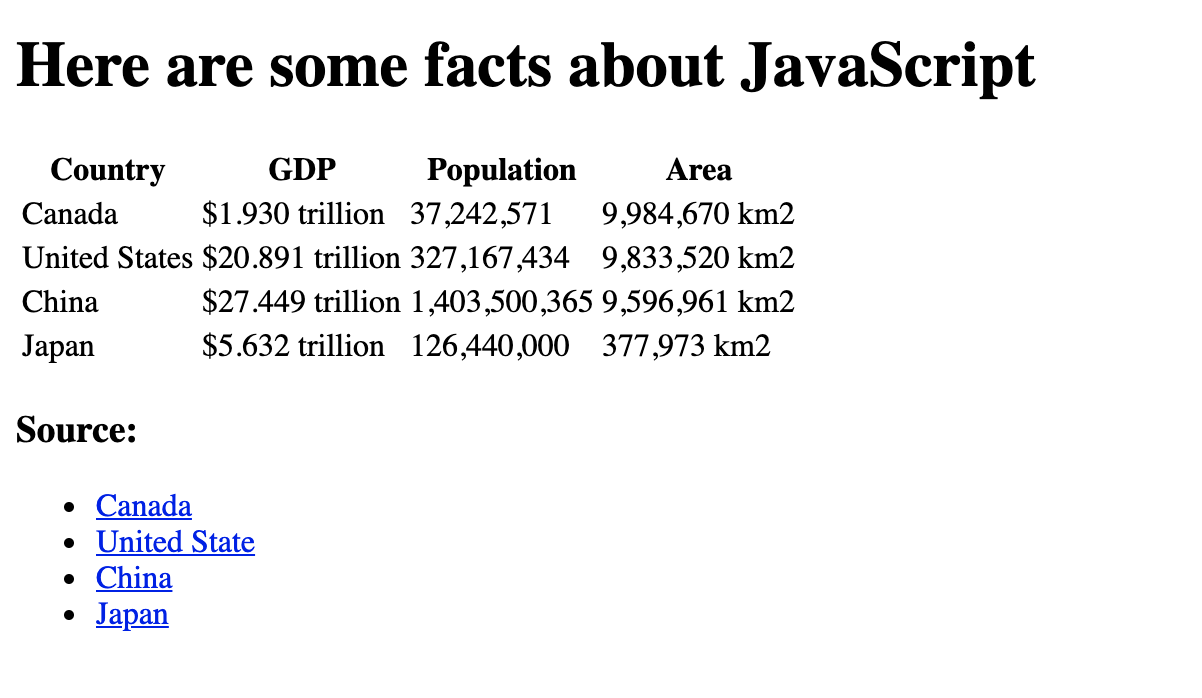 Here are some facts about JavaScript
Country GDP Population Area
Canada $1.930 trillion 37,242,571 9,984,670 km2
United States $20.891 trillion 327,167,434 9,833,520 km2
China $27.449 trillion 1,403,500,365 9,596,961 km2
Japan $5.632 trillion 126,440,000 377,973 km2
Source:
• Canada
• United State
• China
• Japan